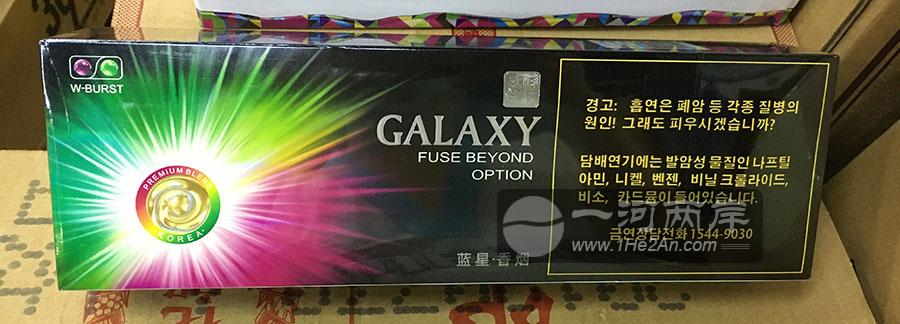 W-BURST
PREMIUM BLEND
KOREA
GALAXY
FUSE BEYOND
OPTION
蓝星·香烟
경고: 흡연은 폐암 등 각종 질병의
원인! 그래도 피우시겠습니까?
담배연기에는 발암성 물질인 나프틸
아민, 니켈, 벤젠, 비닐 크롤라이드,
비소, 카드뮴이 들어있습니다.
금연상담전화 1544-9030
一河两岸
www.1He2An.com